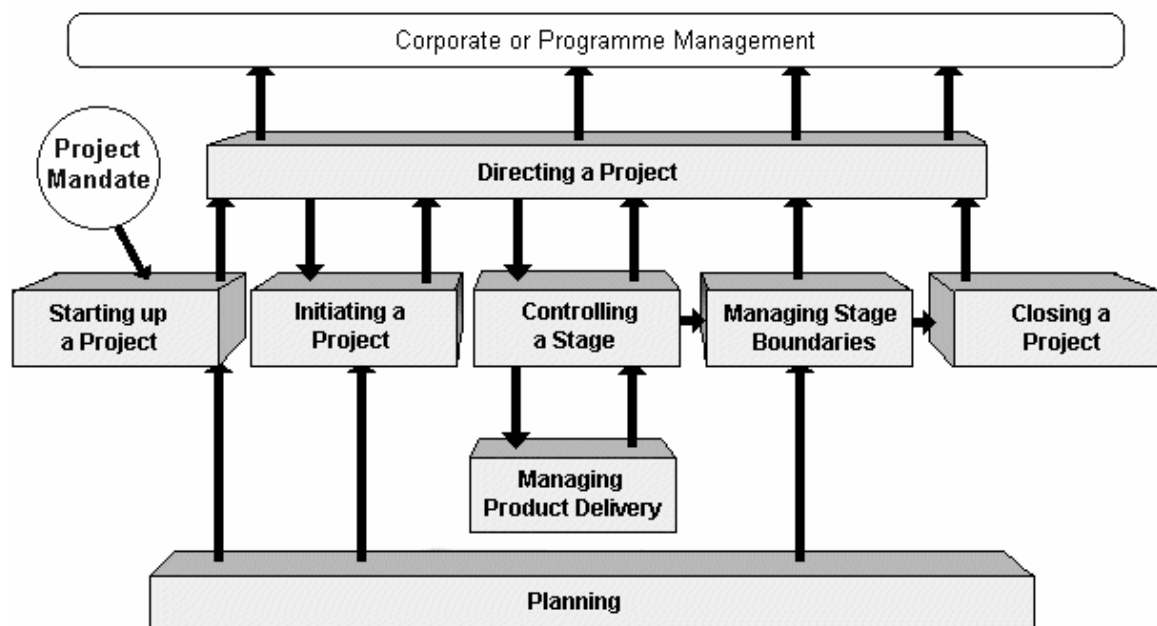 Corporate or Programme Management
Project
Mandate
Directing a Project
Starting up
a Project
Initiating a
Project
Controlling
a Stage
Managing Stage
Boundaries
Closing a
Project
Managing
Product Delivery
Planning